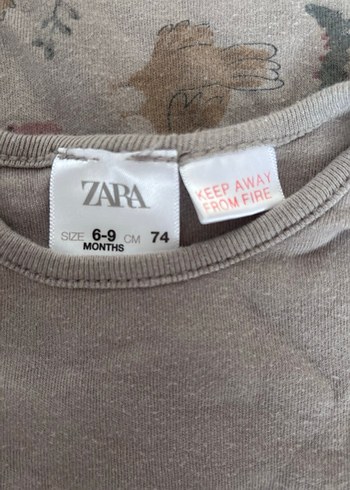 ZARA
SIZE 6-9 CM 74
MONTHS
KEEP AWAY
FROM FIRE